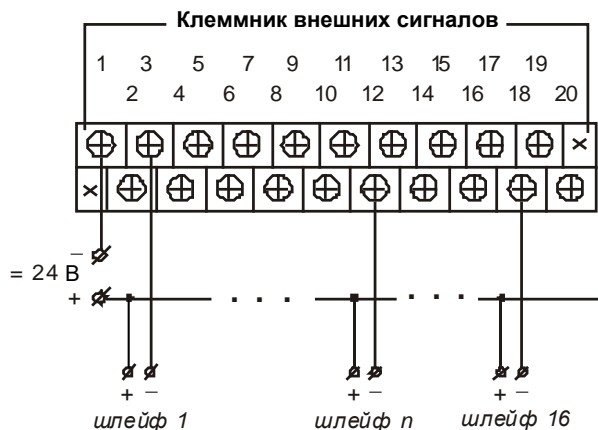 Клеммник внешних сигналов
1 3 5 7 9 11 13 15 17 19
2 4 6 8 10 12 14 16 18 20
× 
×
−
= 24 В
+
+ − + − + −
шлейф 1 шлейф n шлейф 16